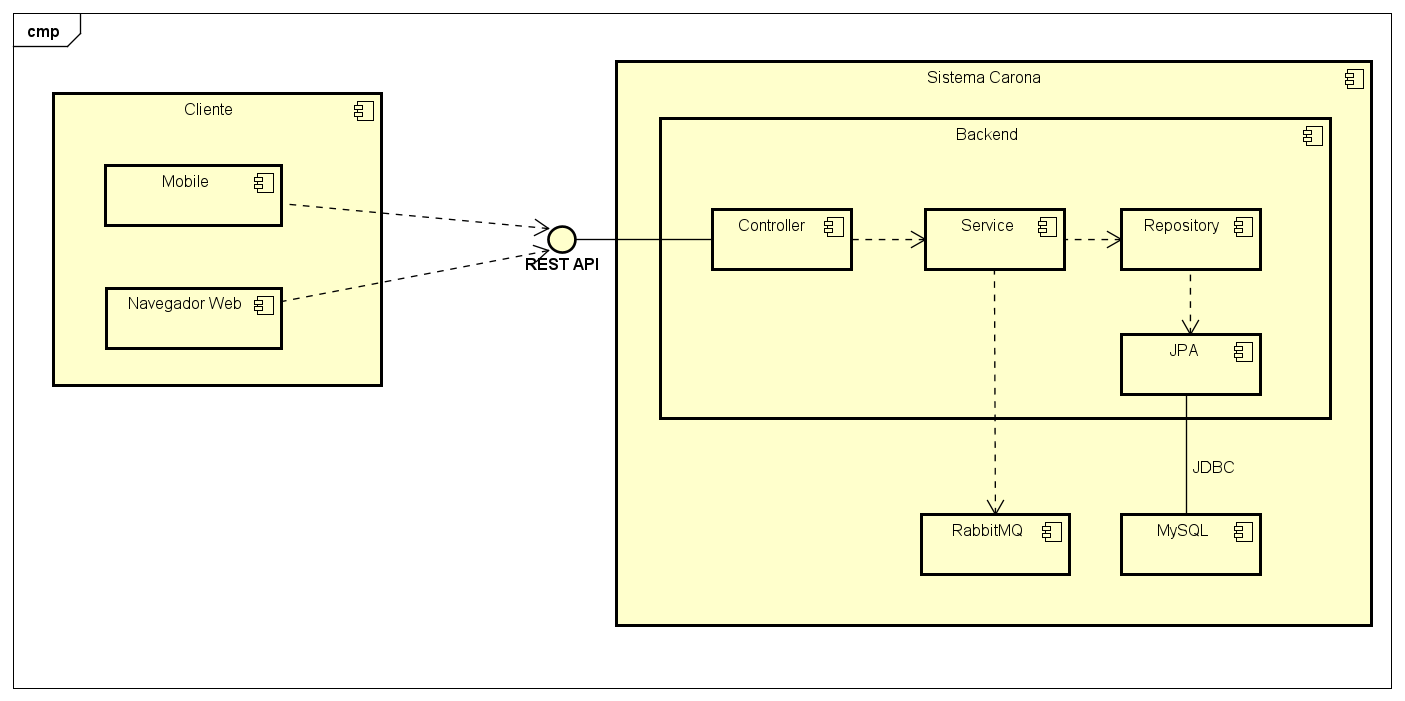 cmp
Sistema Carona
Cliente
Backend
Mobile
Controller
Service
Repository
REST API
Navegador Web
JPA
JDBC
RabbitMQ
MySQL